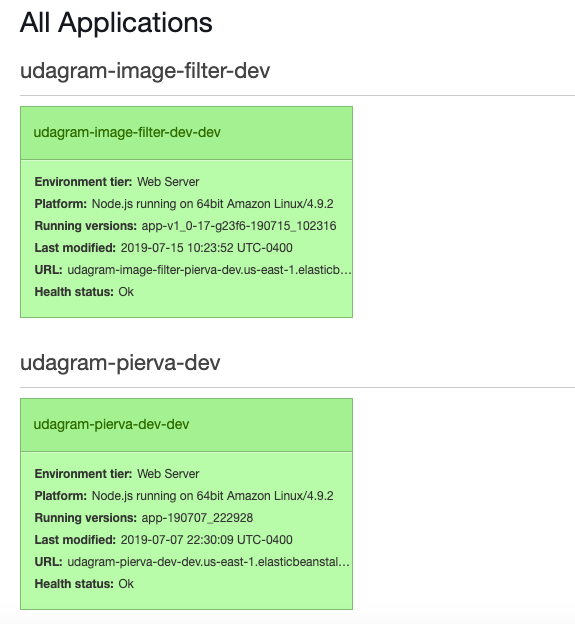 All Applications
udagram-image-filter-dev
udagram-image-filter-dev-dev
Environment tier: Web Server
Platform: Node.js running on 64bit Amazon Linux/4.9.2
Running versions: app-v1_0-17-g23f6-190715_102316
Last modified: 2019-07-15 10:23:52 UTC-0400
URL: udagram-image-filter-pierva-dev.us-east-1.elasticb...
Health status: Ok
udagram-pierva-dev
udagram-pierva-dev-dev
Environment tier: Web Server
Platform: Node.js running on 64bit Amazon Linux/4.9.2
Running versions: app-190707_222928
Last modified: 2019-07-07 22:30:09 UTC-0400
URL: udagram-pierva-dev-dev.us-east-1.elasticbeanstal...
Health status: Ok